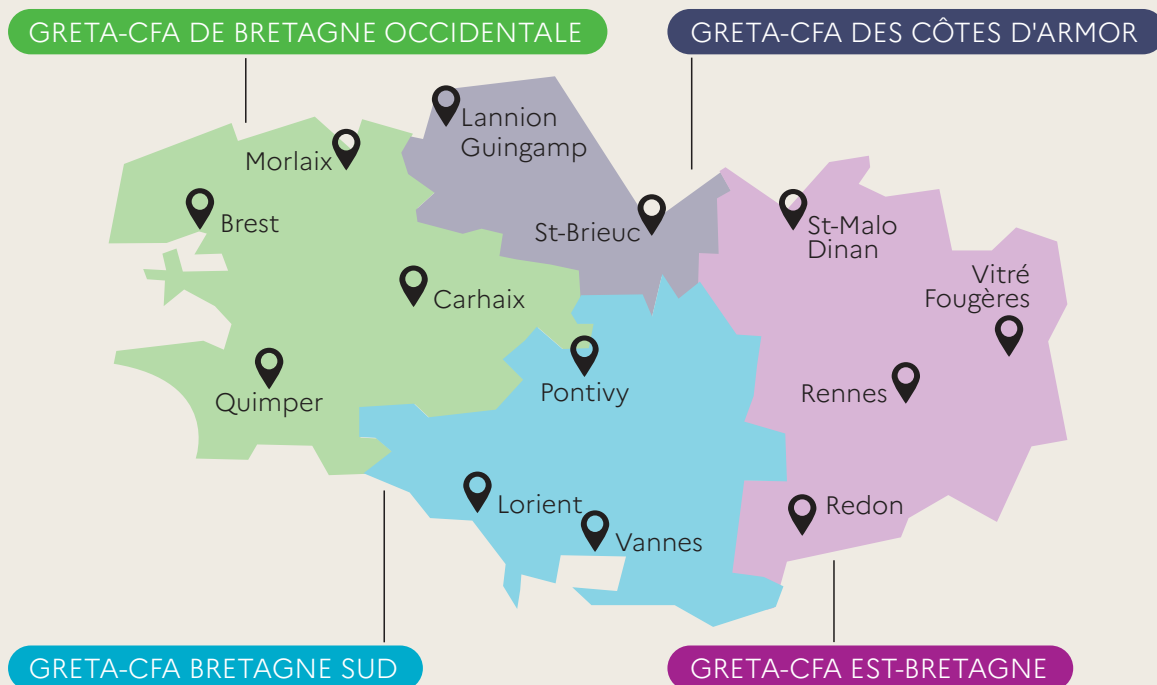 GRETA-CFA DE BRETAGNE OCCIDENTALE
GRETA-CFA DES CÔTES D'ARMOR
Lannion
Guingamp
Morlaix
Brest
St-Brieuc
St-Malo
Dinan
Vitré
Fougères
Carhaix
Quimper
Pontivy
Rennes
Lorient
Vannes
Redon
GRETA-CFA BRETAGNE SUD
GRETA-CFA EST-BRETAGNE